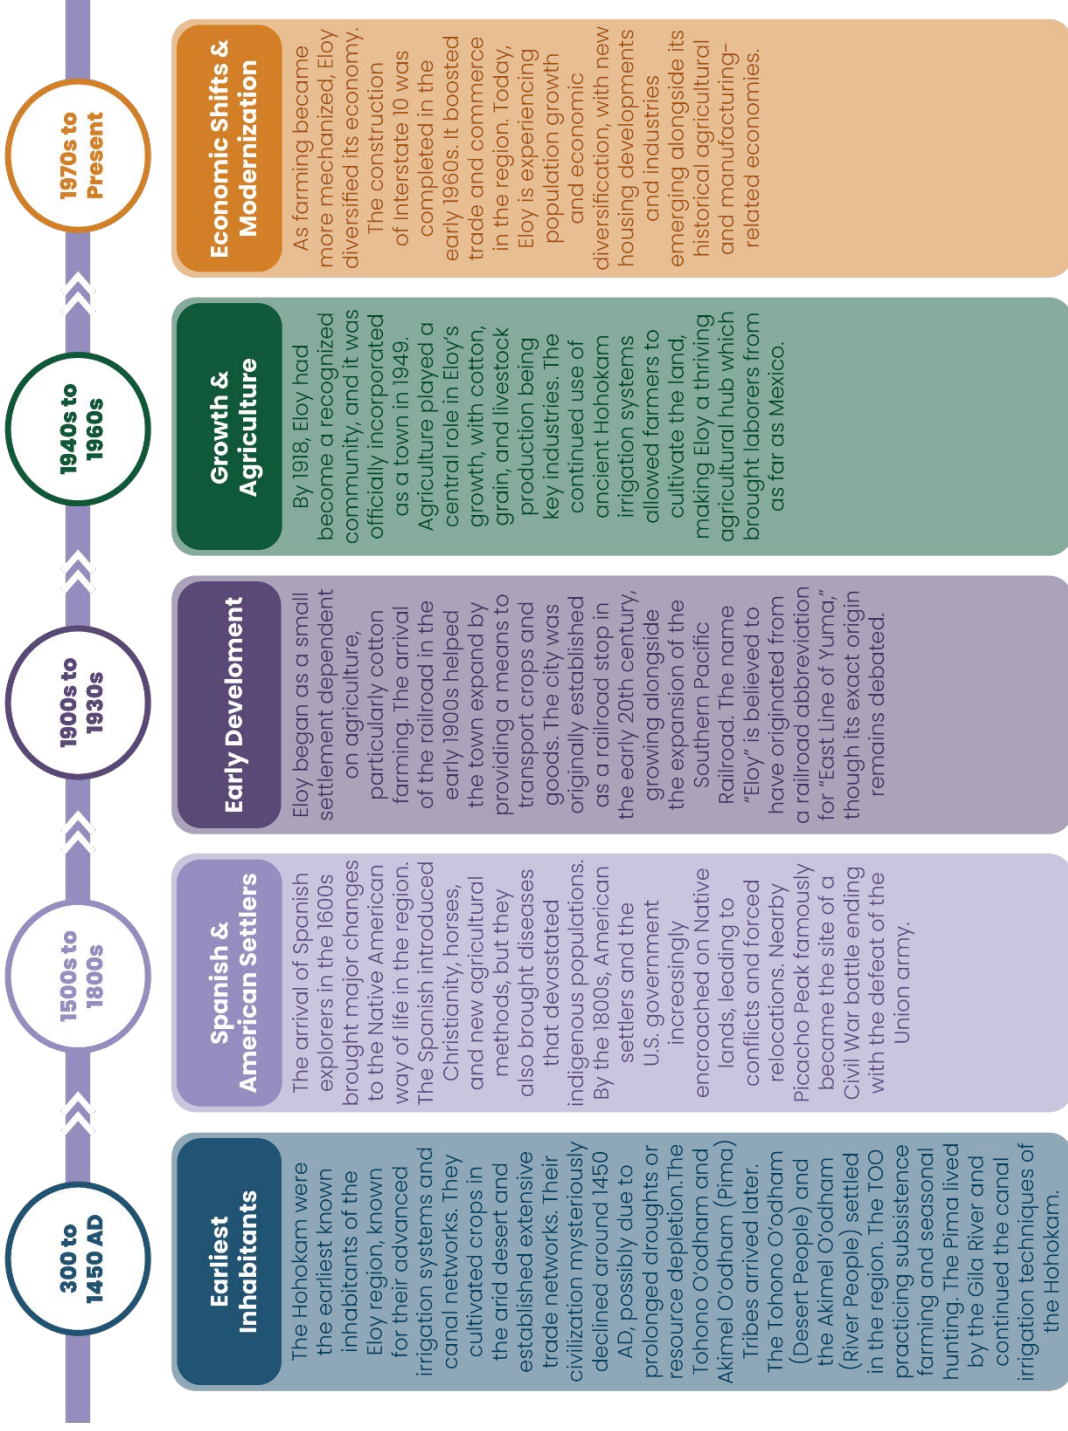 300 to
1450 AD
Earliest
Inhabitants
The Hohokam were
the earliest known
inhabitants of the
Eloy region, known
for their advanced
irrigation systems and
canal networks. They
cultivated crops in
the arid desert and
established extensive
trade networks. Their
civilization mysteriously
declined around 1450
AD, possibly due to
prolonged droughts or
resource depletion.The
Tohono O’odham and
Akimel O’odham (Pima)
Tribes arrived later.
The Tohono O’odham
(Desert People) and
the Akimel O’odham
(River People) settled
in the region. The TOO
practicing subsistence
farming and seasonal
hunting. The Pima lived
by the Gila River and
continued the canal
irrigation techniques of
the Hohokam.
1500s to
1800s
Spanish &
American Settlers
The arrival of Spanish
explorers in the 1600s
brought major changes
to the Native American
way of life in the region.
The Spanish introduced
Christianity, horses,
and new agricultural
methods, but they
also brought diseases
that devastated
indigenous populations.
By the 1800s, American
settlers and the
U.S. government
increasingly
encroached on Native
lands, leading to
conflicts and forced
relocations. Nearby
Picacho Peak famously
became the site of a
Civil War battle ending
with the defeat of the
Union army.
1900s to
1930s
Early Develoment
Eloy began as a small
settlement dependent
on agriculture,
particularly cotton
farming. The arrival
of the railroad in the
early 1900s helped
the town expand by
providing a means to
transport crops and
goods. The city was
originally established
as a railroad stop in
the early 20th century,
growing alongside
the expansion of the
Southern Pacific
Railroad. The name
“Eloy” is believed to
have originated from
a railroad abbreviation
for “East Line of Yuma,”
though its exact origin
remains debated.
1940s to
1960s
Growth &
Agriculture
By 1918, Eloy had
become a recognized
community, and it was
officially incorporated
as a town in 1949.
Agriculture played a
central role in Eloy’s
growth, with cotton,
grain, and livestock
production being
key industries. The
continued use of
ancient Hohokam
irrigation systems
allowed farmers to
cultivate the land,
making Eloy a thriving
agricultural hub which
brought laborers from
as far as Mexico.
1970s to
Present
Economic Shifts &
Modernization
As farming became
more mechanized, Eloy
diversified its economy.
The construction
of Interstate 10 was
completed in the
early 1960s. It boosted
trade and commerce
in the region. Today,
Eloy is experiencing
population growth
and economic
diversification, with new
housing developments
and industries
emerging alongside its
historical agricultural
and manufacturing-
related economies.